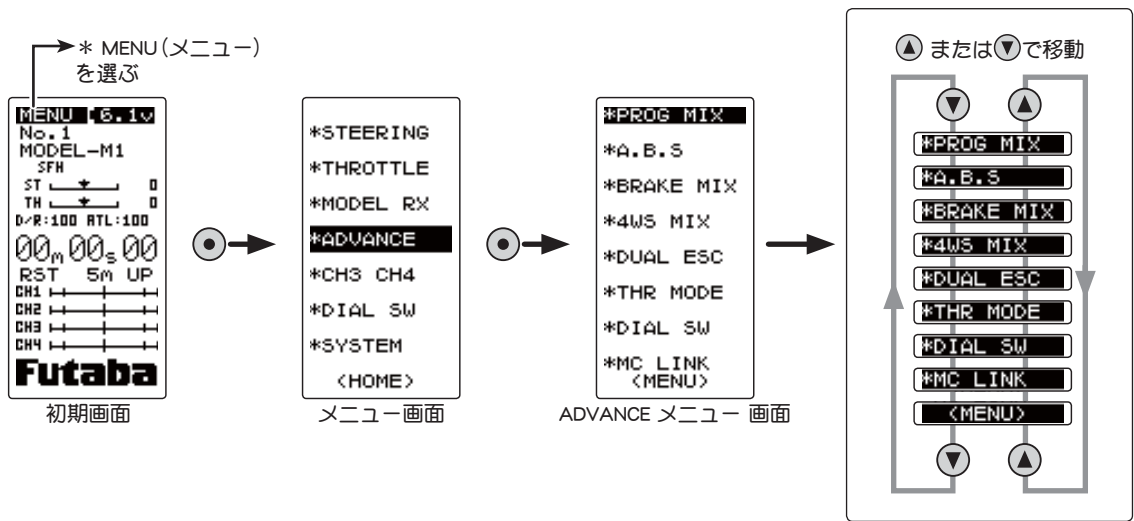 ＊ MENU（メニュー）
を選ぶ
MENU 6.1v
No.1
MODEL-M1
SFH
ST 0
TH 0
D/R:100 ATL:100
00m00s00
RST 5m UP
CH1
CH2
CH3
CH4
Futaba
初期画面
*STEERING
*THROTTLE
*MODEL RX
*ADVANCE
*CH3 CH4
*DIAL SW
*SYSTEM
<HOME>
メニュー画面
*PROG MIX
*A.B.S
*BRAKE MIX
*4WS MIX
*DUAL ESC
*THR MODE
*DIAL SW
*MC LINK
<MENU>
ADVANCE メニュー 画面
▲ または▼で移動
*PROG MIX
*A.B.S
*BRAKE MIX
*4WS MIX
*DUAL ESC
*THR MODE
*DIAL SW
*MC LINK
<MENU>